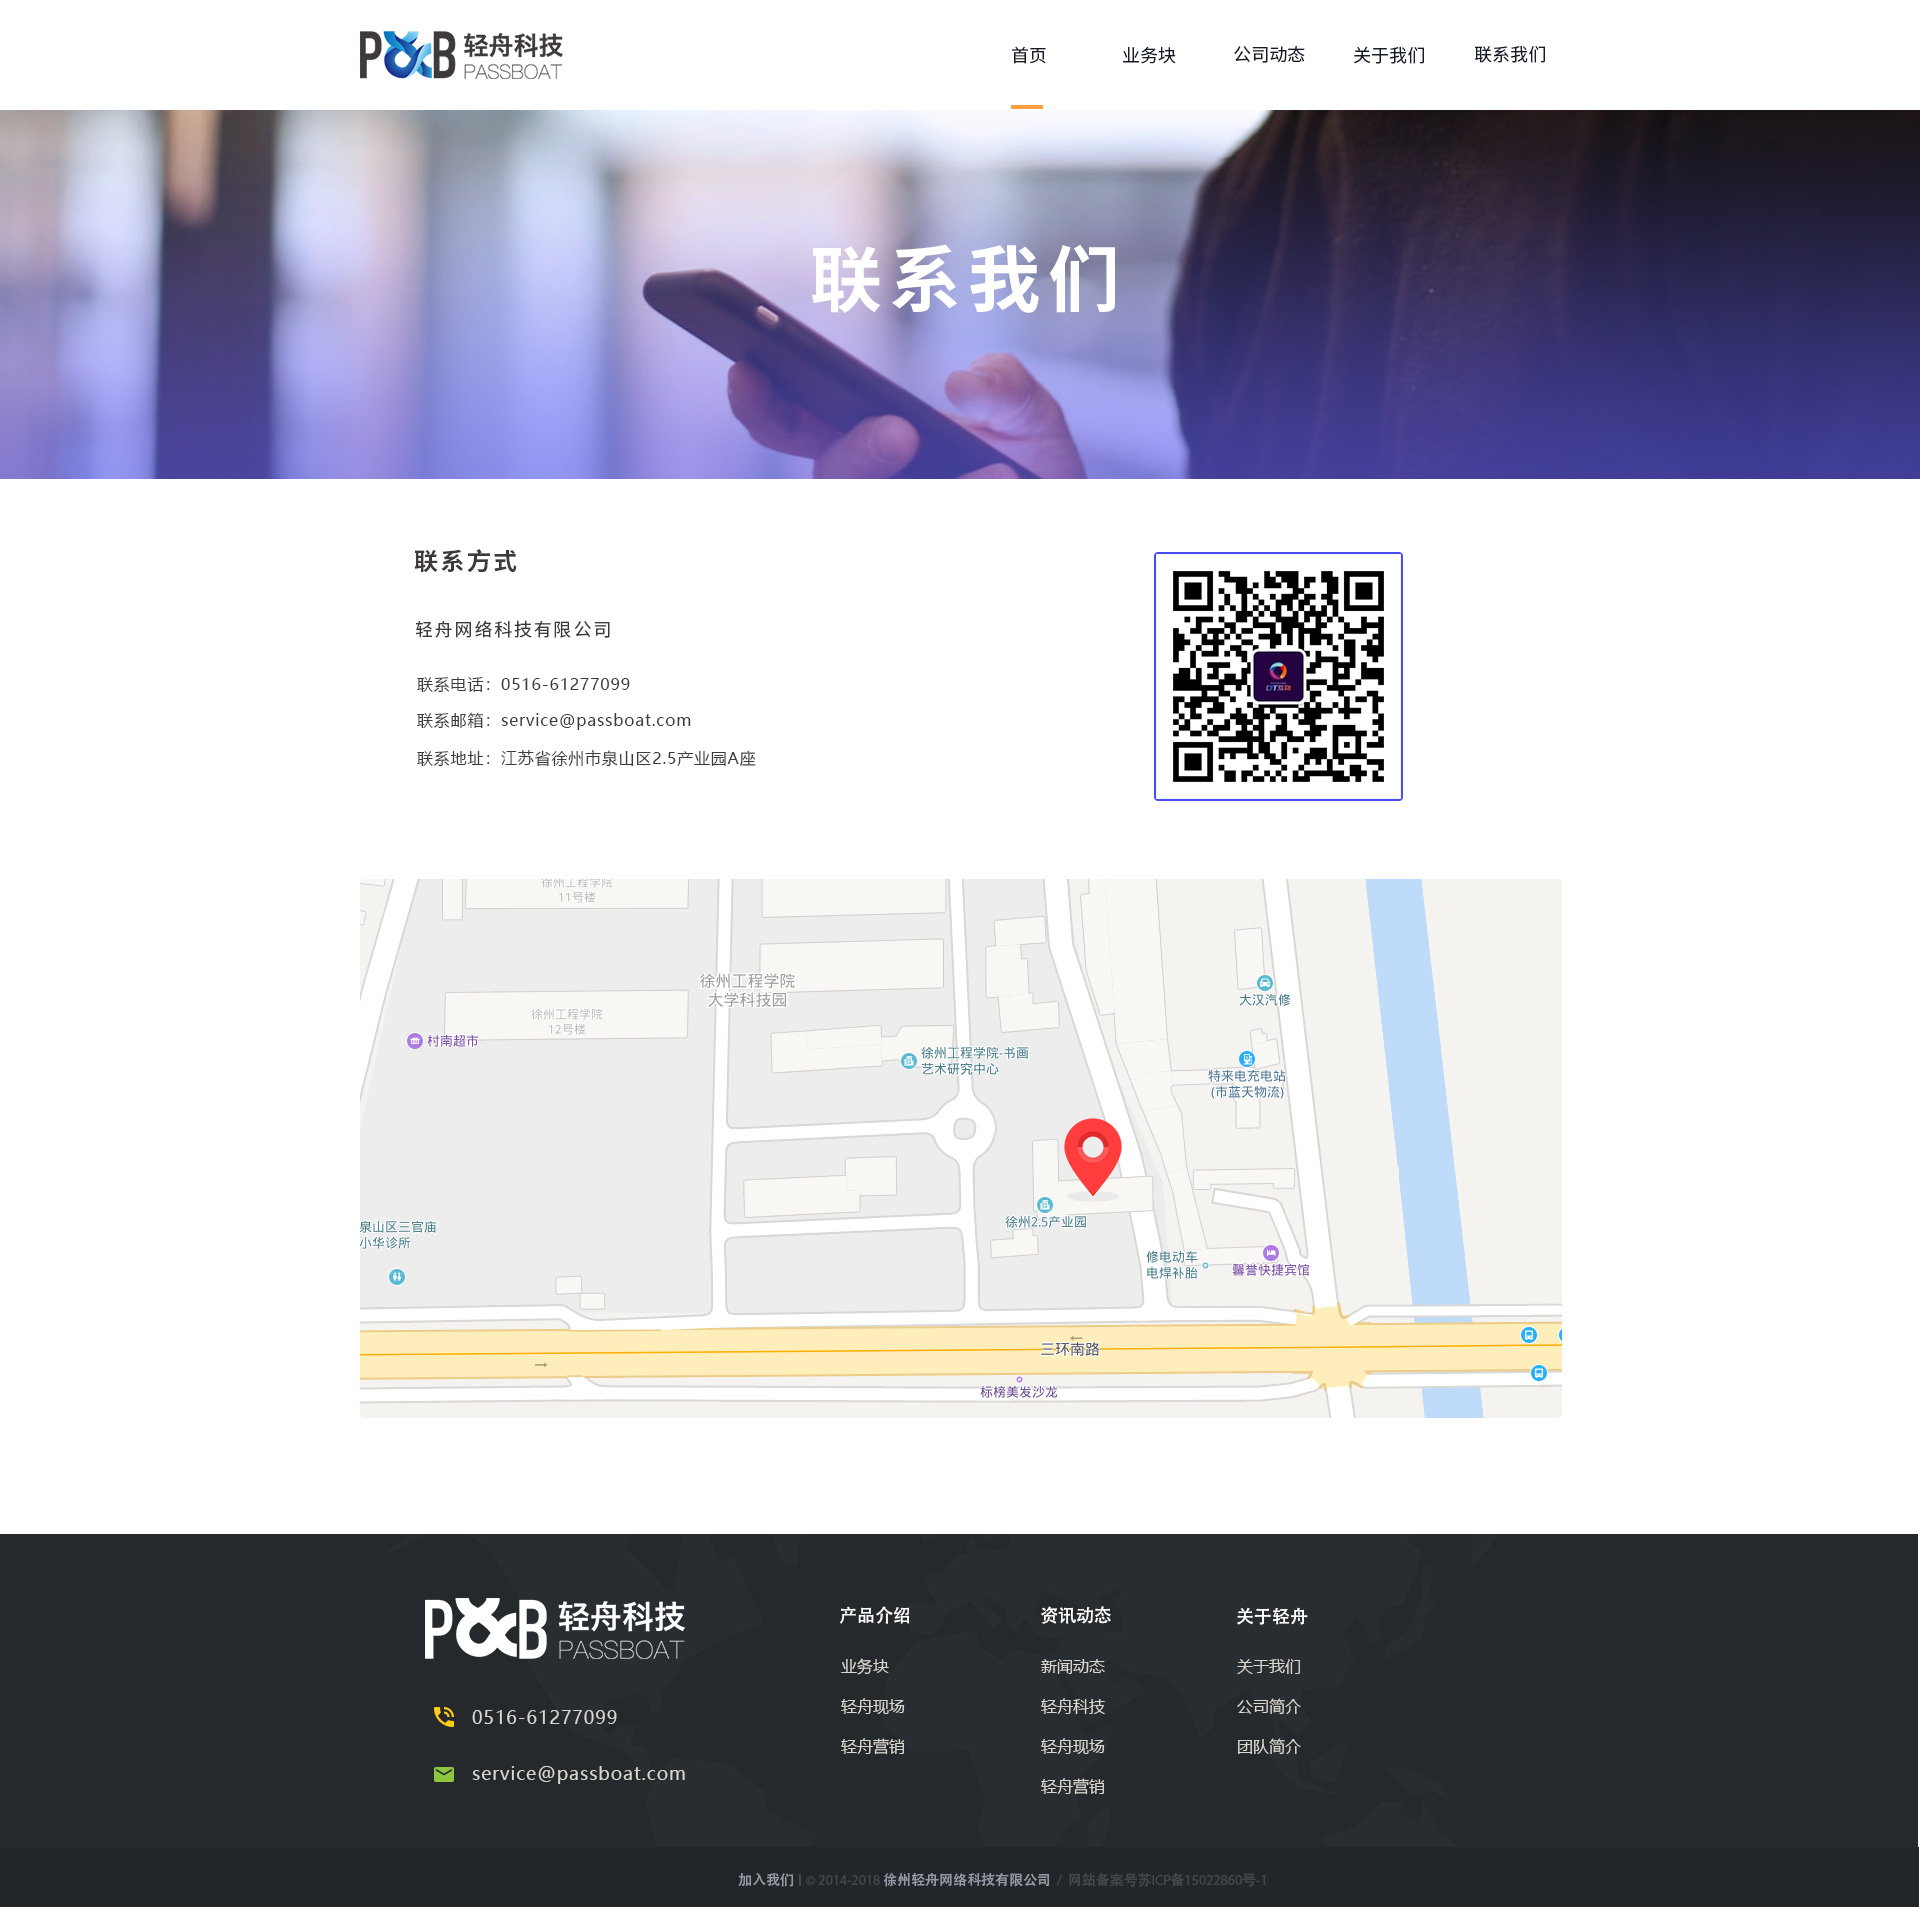 P&B 轻舟科技
PASSBOAT
首页 业务块 公司动态 关于我们 联系我们
联系我们
联系方式
轻舟网络科技有限公司
联系电话：0516-61277099
联系邮箱：service@passboat.com
联系地址：江苏省徐州市泉山区2.5产业园A座
徐州工程学院
11号楼
徐州工程学院
大学科技园
大汉汽修
徐州工程学院
12号楼
村南超市
徐州工程学院-书画
艺术研究中心
特来电充电站
(市蓝天物流)
泉山区三官庙
小华诊所
徐州2.5产业园
修电动车
电焊补胎
馨誉快捷宾馆
三环南路
标榜美发沙龙
P&B 轻舟科技
PASSBOAT
0516-61277099
service@passboat.com
产品介绍
业务块
轻舟现场
轻舟营销
资讯动态
新闻动态
轻舟科技
轻舟现场
轻舟营销
关于轻舟
关于我们
公司简介
团队简介
加入我们 | © 2014-2018 徐州轻舟网络科技有限公司 / 网站备案号苏ICP备15022860号-1